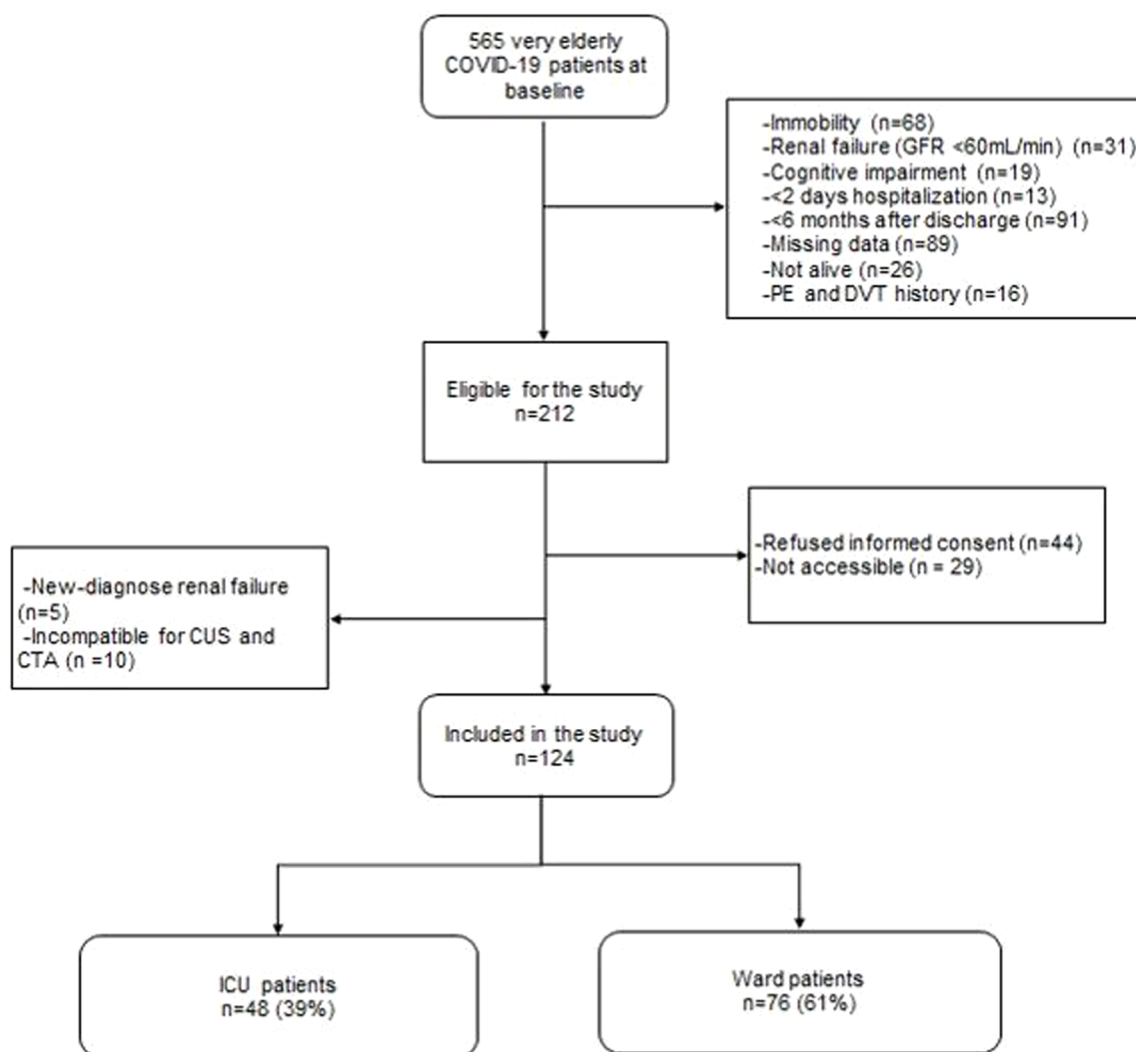 565 very elderly
COVID-19 patients at
baseline
-Immobility (n=68)
-Renal failure (GFR <60mL/min) (n=31)
-Cognitive impairment (n=19)
-<2 days hospitalization (n=13)
-<6 months after discharge (n=91)
-Missing data (n=89)
-Not alive (n=26)
-PE and DVT history (n=16)
Eligible for the study
n=212
-Refused informed consent (n=44)
-Not accessible (n = 29)
-New-diagnose renal failure
(n=5)
-Incompatible for CUS and
CTA (n =10)
Included in the study
n=124
ICU patients
n=48 (39%)
Ward patients
n=76 (61%)